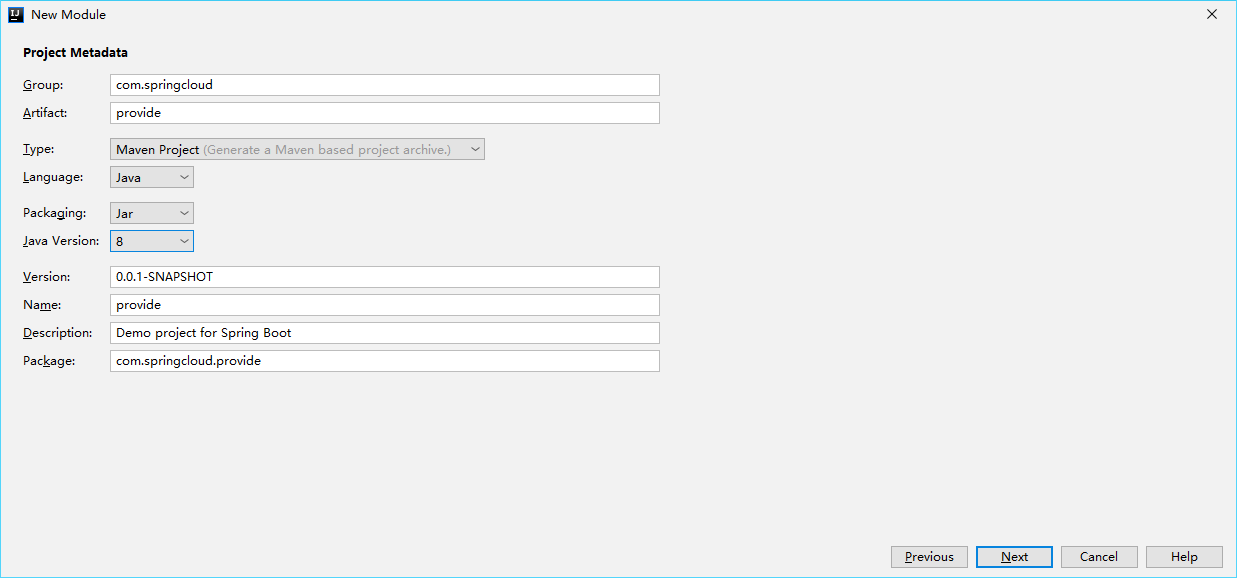 IJ New Module
Project Metadata
Group: com.springcloud
Artifact: provide
Type: Maven Project (Generate a Maven based project archive.)
Language: Java
Packaging: Jar
Java Version: 8
Version: 0.0.1-SNAPSHOT
Name: provide
Description: Demo project for Spring Boot
Package: com.springcloud.provide
Previous Next Cancel Help